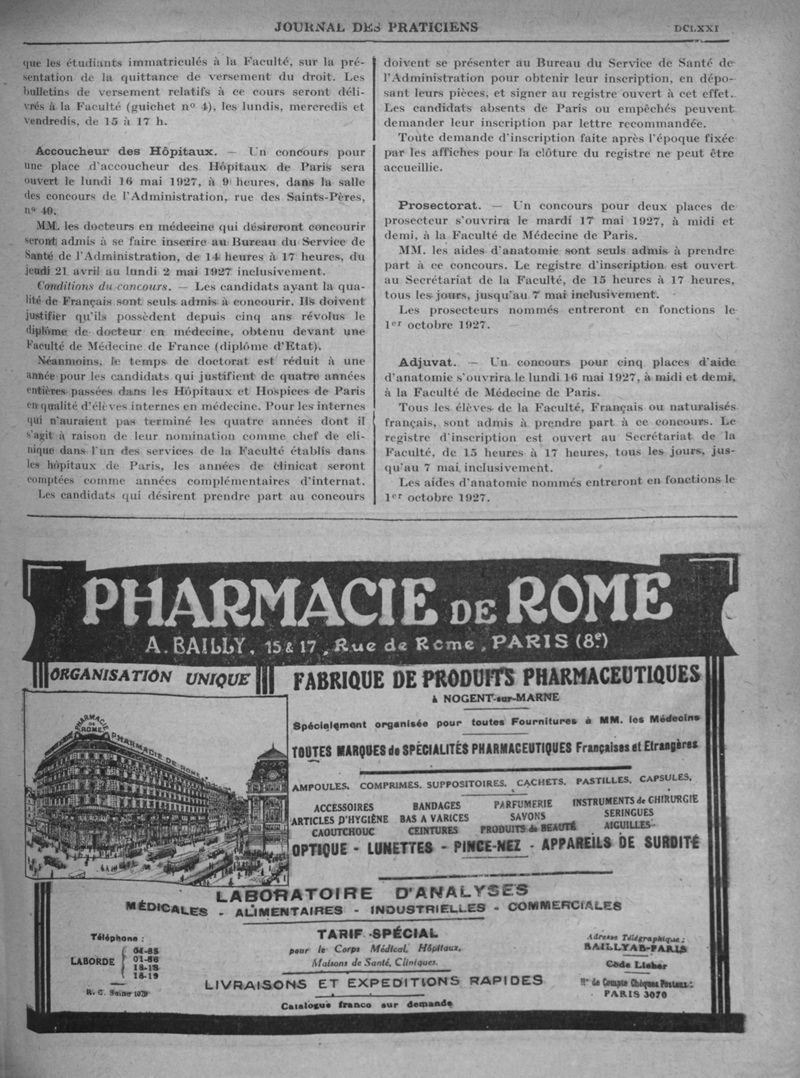 JOURNAL DES PRATICIENS
DCLXXI
que les étudiants immatriculés à la Faculté, sur la pré-
sentation de la quittance de versement du droit. Les
bulletins de versement relatifs à ce cours seront déli-
vrés à la Faculté (guichet nº 4), les lundis, mercredis et
vendredis, de 15 à 17 h.
Accoucheur des Hôpitaux. — Un concours pour
une place d'accoucheur des Hôpitaux de Paris sera
ouvert le lundi 16 mai 1927, à 9 heures, dans la salle
des concours de l'Administration, rue des Saints-Pères,
nº 40.
MM. les docteurs en médecine qui désireront concourir
seront admis à se faire inscrire au Bureau du Service de
Santé de l'Administration, de 14 heures à 17 heures, du
jeudi 21 avril au lundi 2 mai 1927 inclusivement.
Conditions du concours. — Les candidats ayant la qua-
lité de Français sont seuls admis à concourir. Ils doivent
justifier qu'ils possèdent depuis cinq ans révolus le
diplôme de docteur en médecine, obtenu devant une
Faculté de Médecine de France (diplôme d'Etat).
Néanmoins, le temps de doctorat est réduit à une
année pour les candidats qui justifient de quatre années
entières passées dans les Hôpitaux et Hospices de Paris
en qualité d'élèves internes en médecine. Pour les internes
qui n'auraient pas terminé les quatre années dont il
s'agit à raison de leur nomination comme chef de cli-
nique dans l'un des services de la Faculté établis dans
les hôpitaux de Paris, les années de clinicat seront
comptées comme années complémentaires d'internat.
Les candidats qui désirent prendre part au concours
doivent se présenter au Bureau du Service de Santé de
l'Administration pour obtenir leur inscription, en dépo-
sant leurs pièces, et signer au registre ouvert à cet effet.
Les candidats absents de Paris ou empêchés peuvent
demander leur inscription par lettre recommandée.
Toute demande d'inscription faite après l'époque fixée
par les affiches pour la clôture du registre ne peut être
accueillie.
Prosectorat. — Un concours pour deux places de
prosecteur s'ouvrira le mardi 17 mai 1927, à midi et
demi, à la Faculté de Médecine de Paris.
MM. les aides d'anatomie sont seuls admis à prendre
part à ce concours. Le registre d'inscription est ouvert
au Secrétariat de la Faculté, de 15 heures à 17 heures,
tous les jours, jusqu'au 7 mai inclusivement.
Les prosecteurs nommés entreront en fonctions le
1er octobre 1927.
Adjuvat. — Un concours pour cinq places d'aide
d'anatomie s'ouvrira le lundi 16 mai 1927, à midi et demi,
à la Faculté de Médecine de Paris.
Tous les élèves de la Faculté, Français ou naturalisés
français, sont admis à prendre part à ce concours. Le
registre d'inscription est ouvert au Secrétariat de la
Faculté, de 15 heures à 17 heures, tous les jours, jus-
qu'au 7 mai inclusivement.
Les aides d'anatomie nommés entreront en fonctions le
1er octobre 1927.
PHARMACIE DE ROME
A. BAILLY, 15 & 17, Rue de Rome, PARIS (8e)
ORGANISATION UNIQUE
PHARMACIE DE ROME
PHARMACIE DE ROME
FABRIQUE DE PRODUITS PHARMACEUTIQUES
à NOGENT-sur-MARNE
Spécialement organisée pour toutes Fournitures à MM. les Médecins
TOUTES MARQUES de SPÉCIALITÉS PHARMACEUTIQUES Françaises et Etrangères
AMPOULES, COMPRIMES, SUPPOSITOIRES, CACHETS, PASTILLES, CAPSULES,
ACCESSOIRES BANDAGES PARFUMERIE INSTRUMENTS de CHIRURGIE
ARTICLES D'HYGIÈNE BAS A VARICES SAVONS SERINGUES
CAOUTCHOUC CEINTURES PRODUITS de BEAUTÉ AIGUILLES
OPTIQUE - LUNETTES - PINCE-NEZ - APPAREILS DE SURDITÉ
LABORATOIRE D'ANALYSES
MÉDICALES - ALIMENTAIRES - INDUSTRIELLES - COMMERCIALES
Téléphone :
LABORDE
04-85
01-86
18-18
18-19
R. C. Seine 1029
TARIF SPÉCIAL
pour le Corps Médical, Hôpitaux,
Maisons de Santé, Cliniques.
Adresse Télégraphique :
BAILLYAB-PARIS
Code Lieber
Nº de Compte Chèques Postaux :
PARIS 3070
LIVRAISONS ET EXPEDITIONS RAPIDES
Catalogue franco sur demande